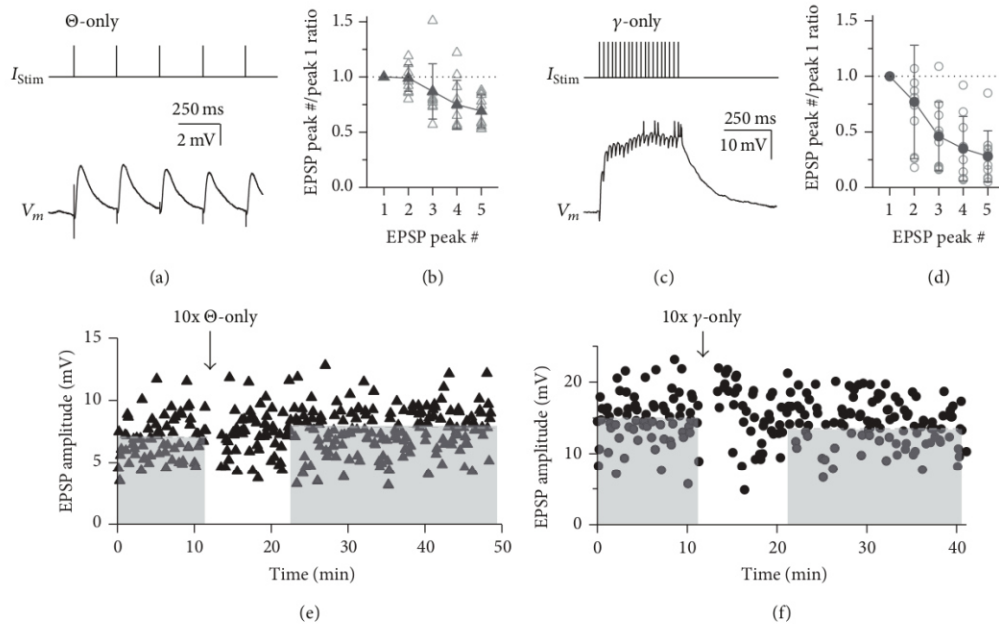 Θ-only
I_Stim
250 ms
2 mV
V_m
(a)
EPSP peak #/peak 1 ratio
1.5
1.0
0.5
0.0
1 2 3 4 5
EPSP peak #
(b)
γ-only
I_Stim
250 ms
10 mV
V_m
(c)
EPSP peak #/peak 1 ratio
1.5
1.0
0.5
0.0
1 2 3 4 5
EPSP peak #
(d)
10x Θ-only
EPSP amplitude (mV)
15
10
5
0
0 10 20 30 40 50
Time (min)
(e)
10x γ-only
EPSP amplitude (mV)
20
10
0
0 10 20 30 40
Time (min)
(f)